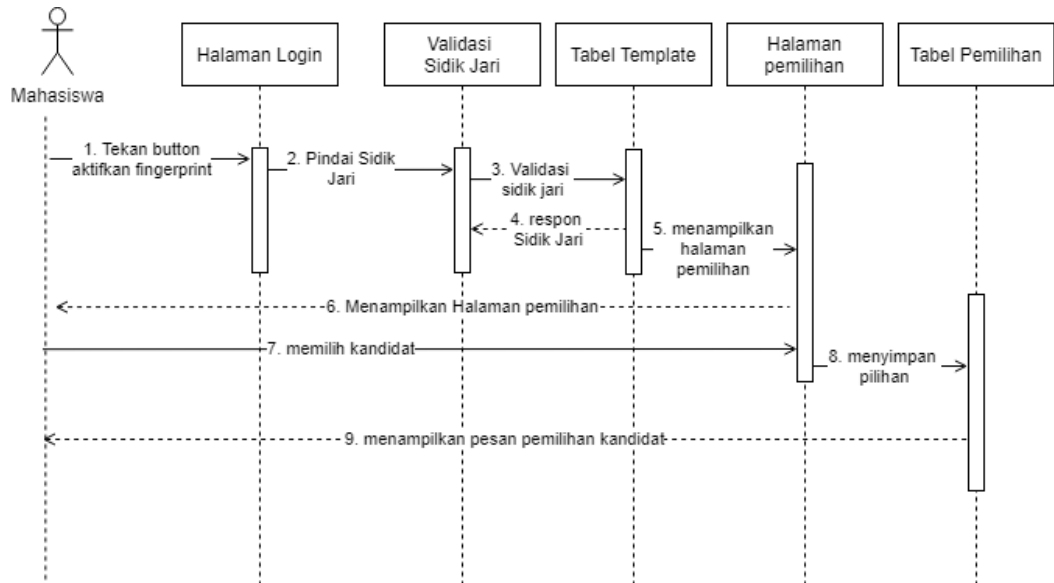 Halaman Login
Validasi
Sidik Jari
Tabel Template
Halaman
pemilihan
Tabel Pemilihan
Mahasiswa
1. Tekan button
aktifkan fingerprint
2. Pindai Sidik
Jari
3. Validasi
sidik jari
4. respon
Sidik Jari
5. menampilkan
halaman
pemilihan
6. Menampilkan Halaman pemilihan
7. memilih kandidat
8. menyimpan
pilihan
9. menampilkan pesan pemilihan kandidat